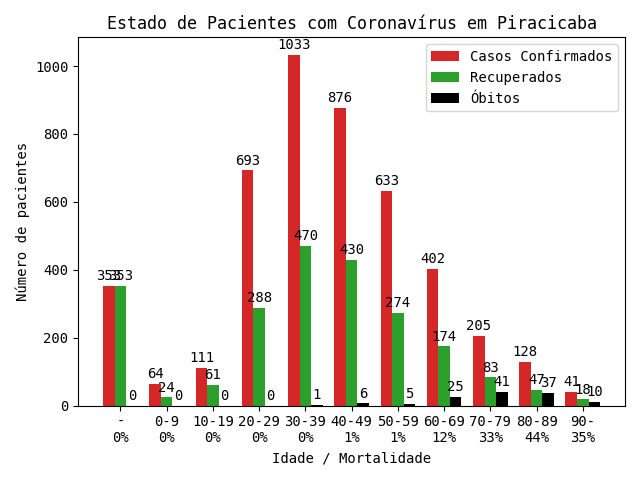 Estado de Pacientes com Coronavírus em Piracicaba
Casos Confirmados
Recuperados
Óbitos
Número de pacientes
1000
800
600
400
200
0
353 353 0
64 24 0
111 61 0
693 288 0
1033 470 1
876 430 6
633 274 5
402 174 25
205 83 41
128 47 37
41 18 10
- 0-9 10-19 20-29 30-39 40-49 50-59 60-69 70-79 80-89 90-
0% 0% 0% 0% 0% 1% 1% 12% 33% 44% 35%
Idade / Mortalidade